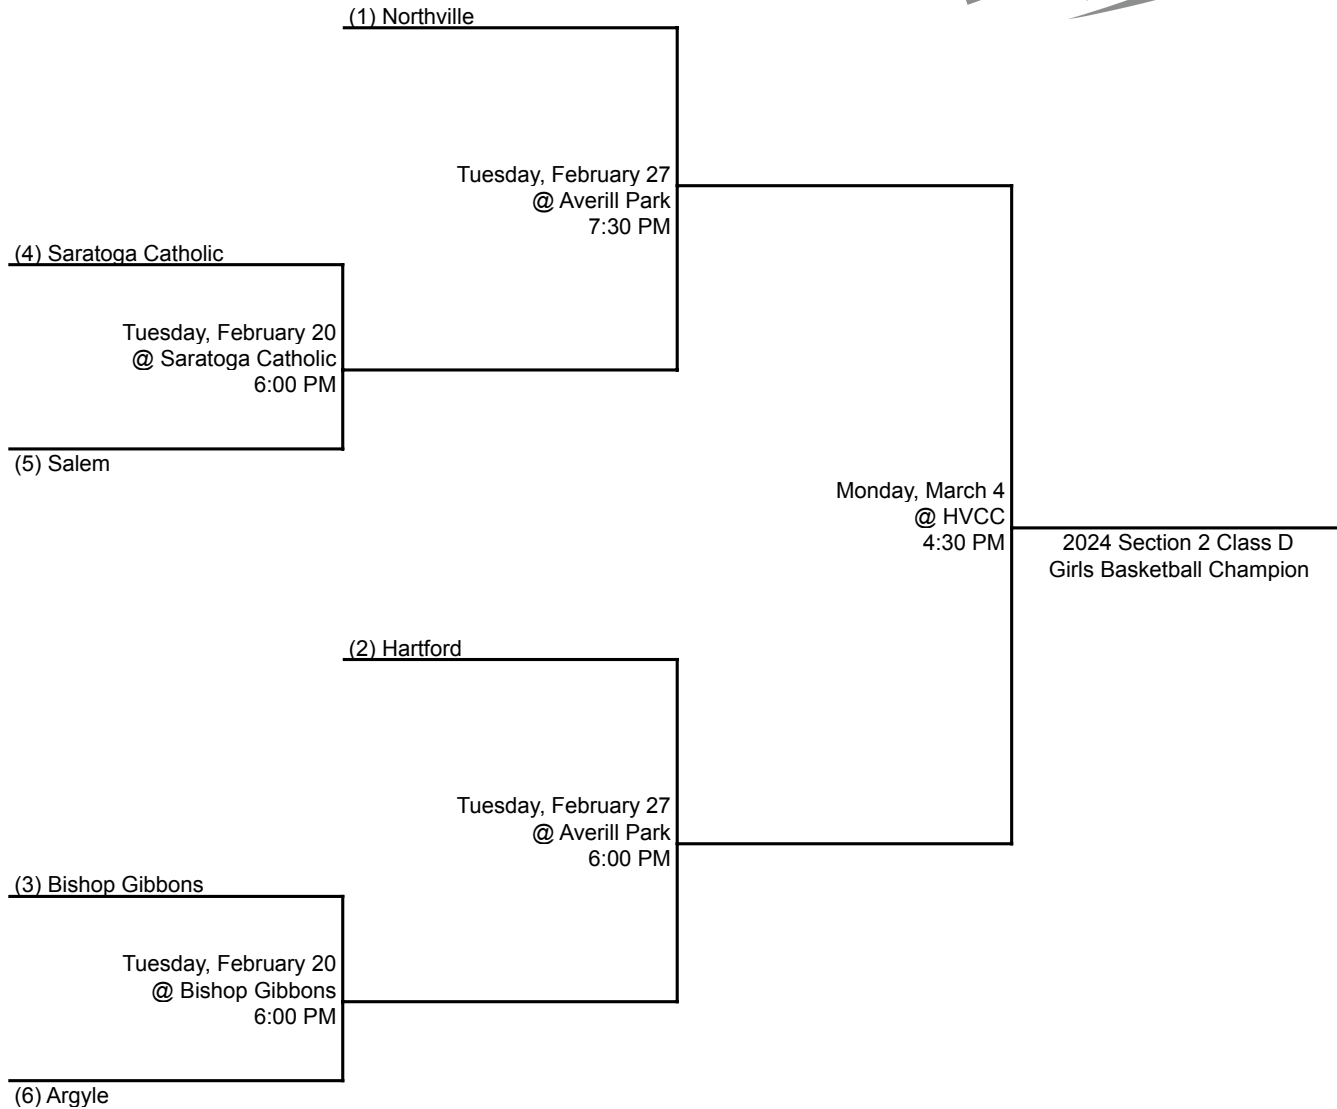 (1) Northville
Tuesday, February 27
@ Averill Park
7:30 PM
(4) Saratoga Catholic
Tuesday, February 20
@ Saratoga Catholic
6:00 PM
(5) Salem
Monday, March 4
@ HVCC
4:30 PM
2024 Section 2 Class D
Girls Basketball Champion
(2) Hartford
Tuesday, February 27
@ Averill Park
6:00 PM
(3) Bishop Gibbons
Tuesday, February 20
@ Bishop Gibbons
6:00 PM
(6) Argyle